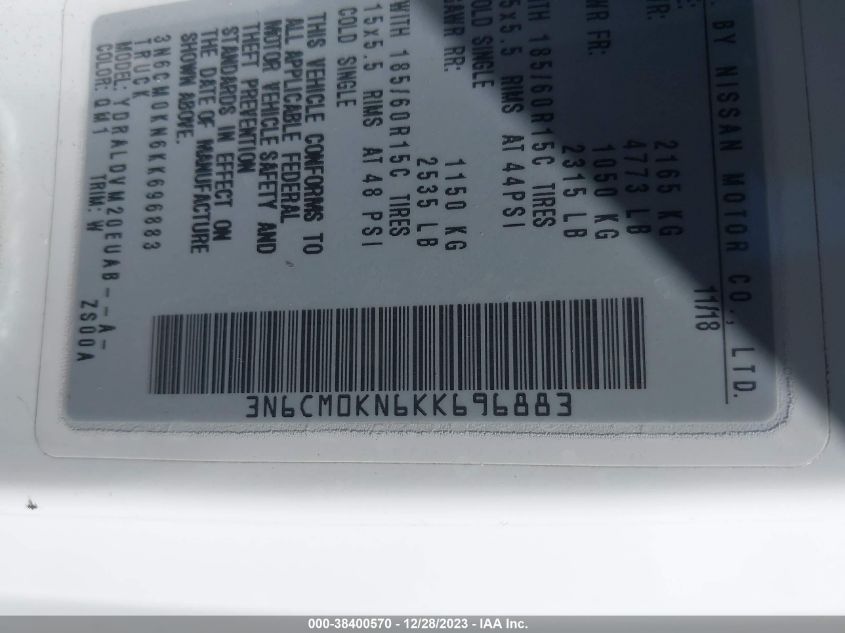 . BY NISSAN MOTOR CO., LTD.
11/18
2165 KG
4773 LB
WR FR:
1050 KG
2315 LB
TH 185/60R15C TIRES
5x5.5 RIMS AT 44PSI
OLD SINGLE
GAWR RR:
1150 KG
2535 LB
WITH 185/60R15C TIRES
15x5.5 RIMS AT 48 PSI
COLD SINGLE
THIS VEHICLE CONFORMS TO
ALL APPLICABLE FEDERAL
MOTOR VEHICLE SAFETY AND
THEFT PREVENTION
STANDARDS IN EFFECT ON
THE DATE OF MANUFACTURE
SHOWN ABOVE.
3N6CM0KN6KK696883
TRUCK
MODEL: YDRALDVM20EUAB--A-
COLOR: QM1 TRIM: W ZS00A
3N6CM0KN6KK696883
000-38400570 - 12/28/2023 - IAA Inc.